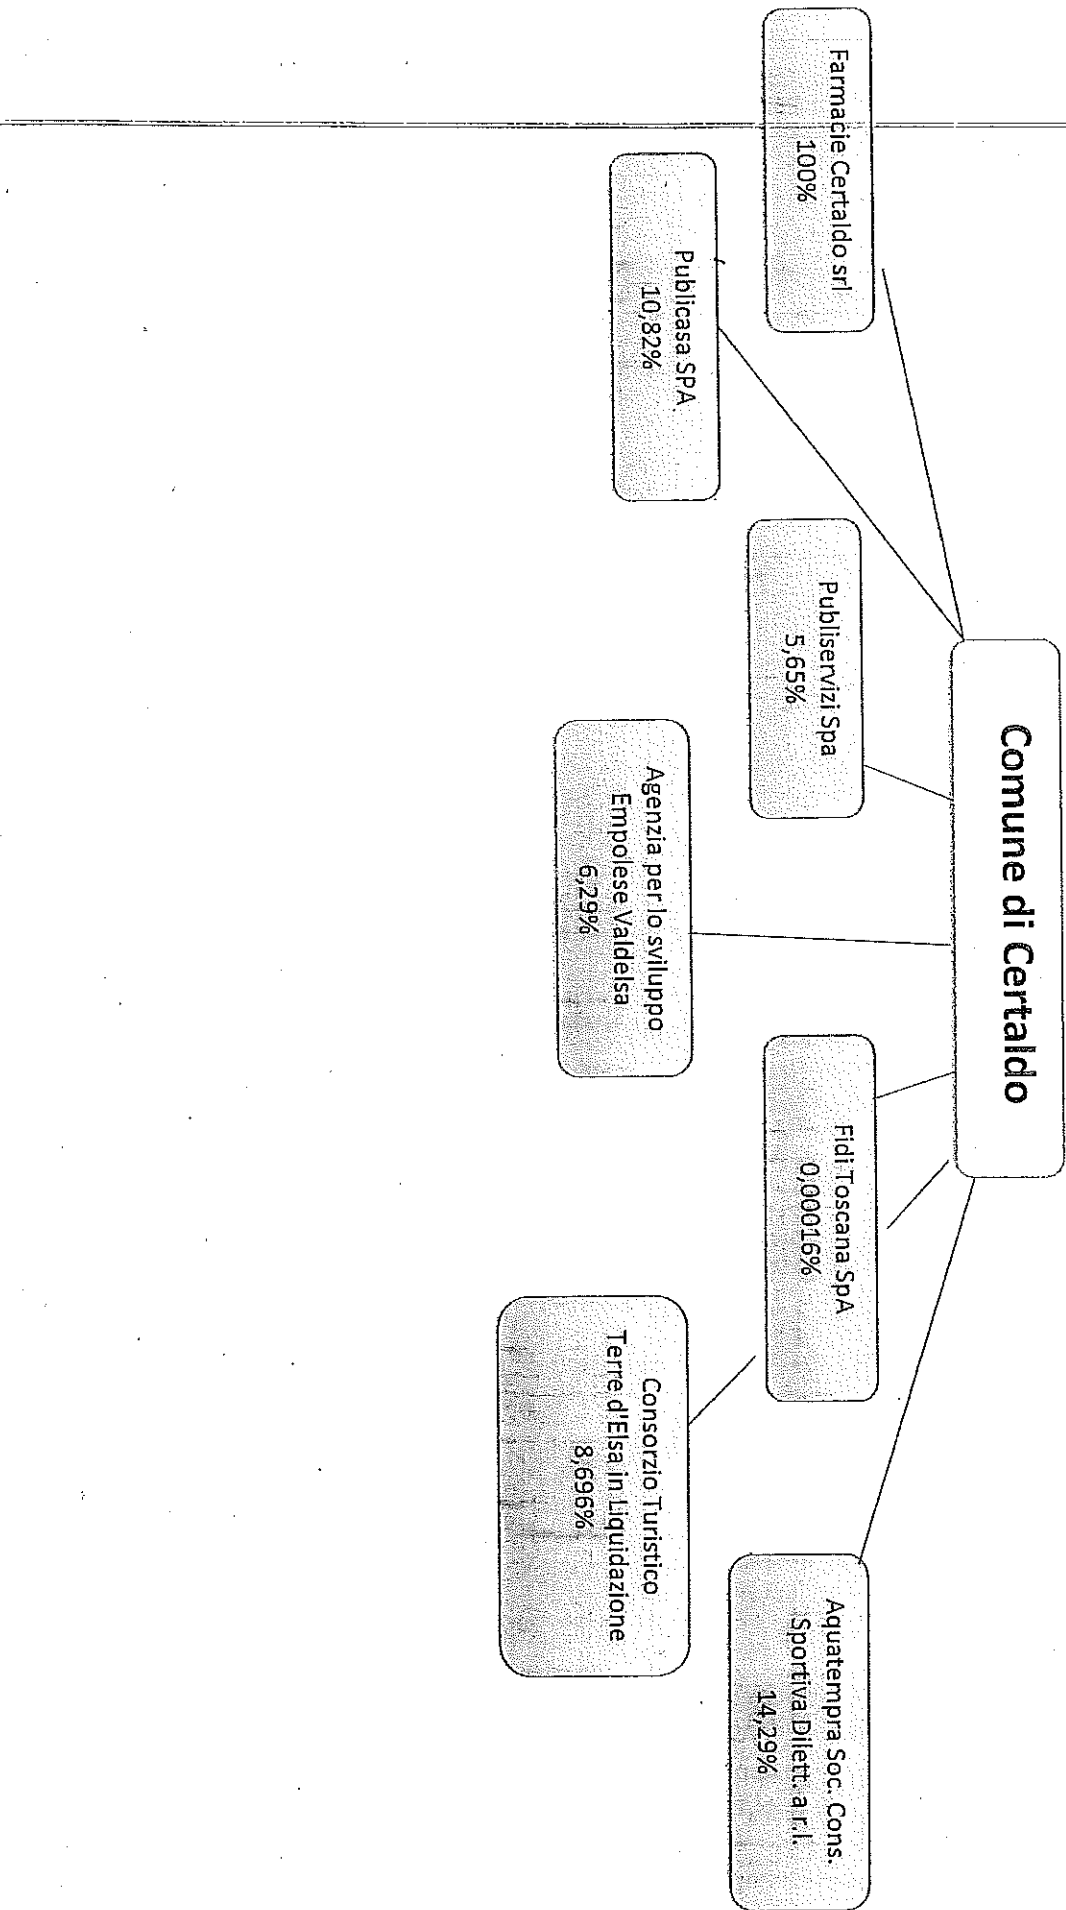 Comune di Certaldo
Farmacie Certaldo srl
100%
Publicasa SPA
10,82%
Publiservizi Spa
5,65%
Agenzia per lo sviluppo
Empolese Valdelsa
6,29%
Fidi Toscana SpA
0,00016%
Consorzio Turistico
Terre d'Elsa in Liquidazione
8,696%
Aquatempra Soc. Cons.
Sportiva Dilett. a r.l.
14,29%